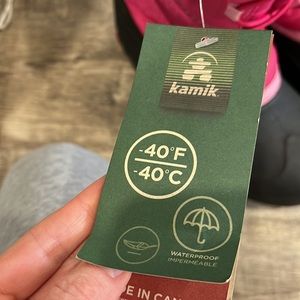 kamik
-40°F
-40°C
WATERPROOF
IMPERMÉABLE
IN CAN